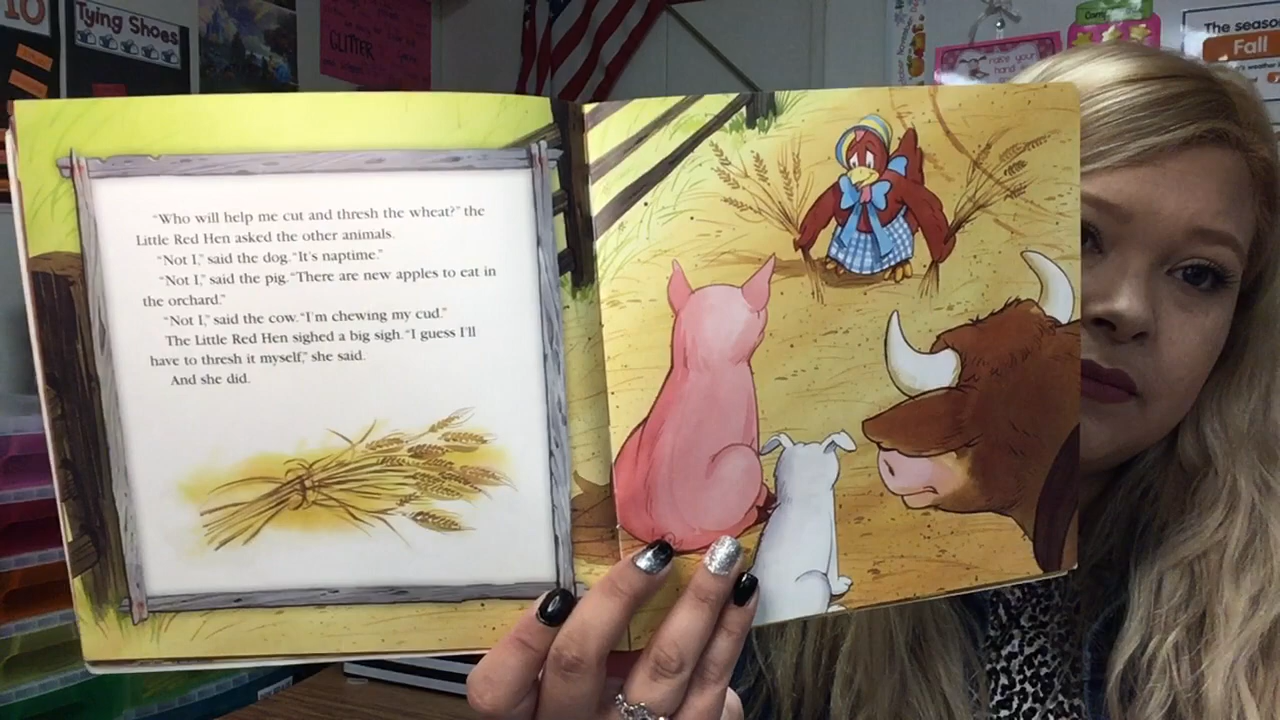 10
Tying Shoes
GLITTER
raise your
hand
The seaso
Fall
"Who will help me cut and thresh the wheat?" the
Little Red Hen asked the other animals.
"Not I," said the dog. "It's naptime."
"Not I," said the pig. "There are new apples to eat in
the orchard."
"Not I," said the cow. "I'm chewing my cud."
The Little Red Hen sighed a big sigh. "I guess I'll
have to thresh it myself," she said.
And she did.